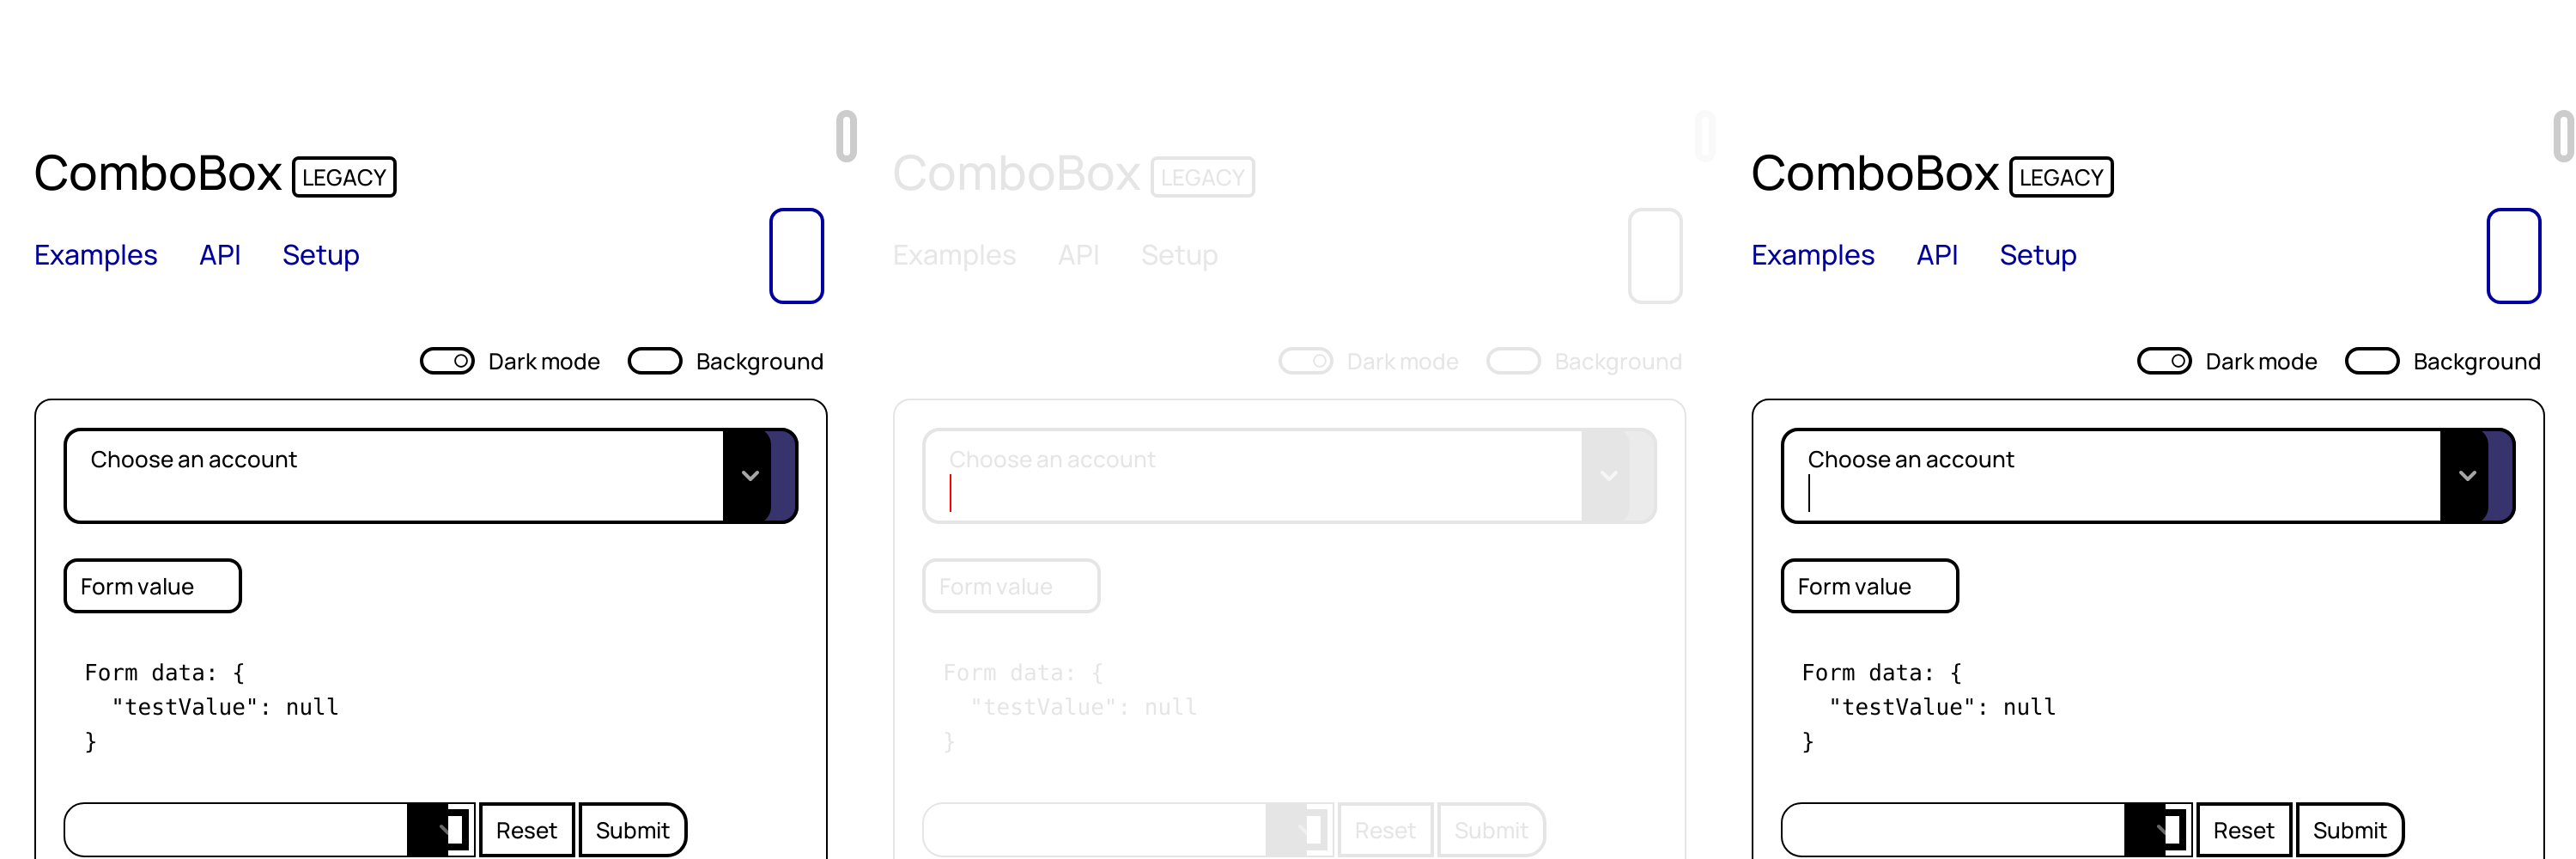 ComboBox LEGACY
Examples API Setup
Dark mode Background
Choose an account
Form value
Form data: {
"testValue": null
}
Reset Submit
ComboBox LEGACY
Examples API Setup
Dark mode Background
Choose an account
Form value
Form data: {
"testValue": null
}
Reset Submit
ComboBox LEGACY
Examples API Setup
Dark mode Background
Choose an account
Form value
Form data: {
"testValue": null
}
Reset Submit